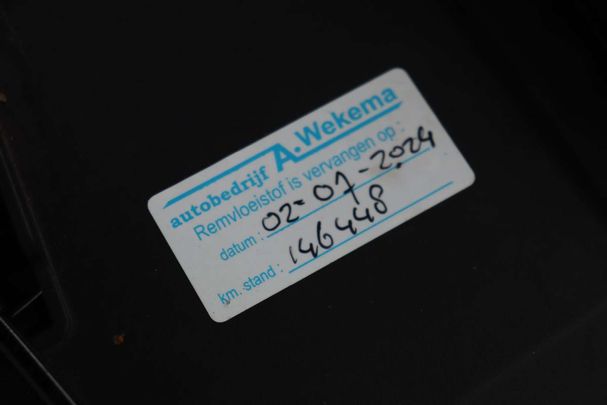 autobedrijf A.Wekema
Remvloeistof is vervangen op :
datum : 02-07-2024
km. stand : 146448